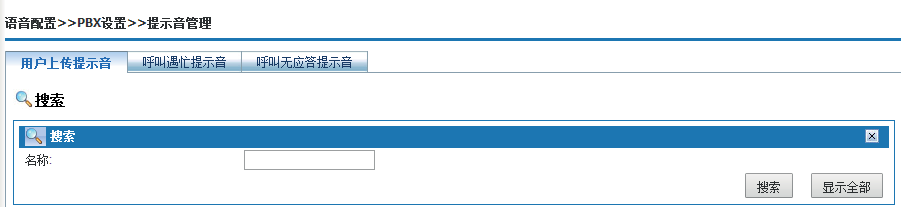 语音配置>>PBX设置>>提示音管理
用户上传提示音 呼叫遇忙提示音 呼叫无应答提示音
搜索
搜索
名称:
搜索 显示全部